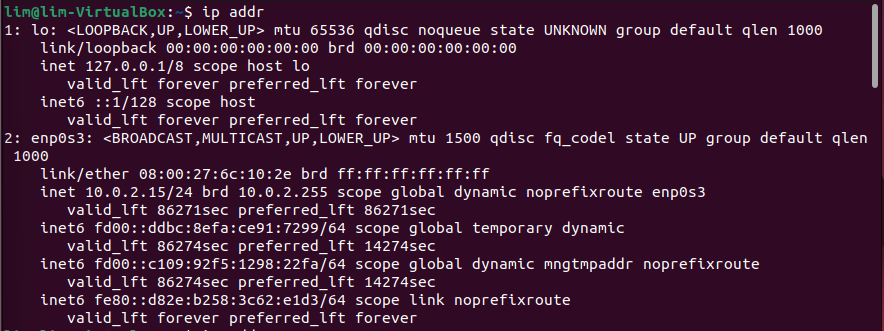 lim@lim-VirtualBox:~$ ip addr
1: lo: <LOOPBACK,UP,LOWER_UP> mtu 65536 qdisc noqueue state UNKNOWN group default qlen 1000
    link/loopback 00:00:00:00:00:00 brd 00:00:00:00:00:00
    inet 127.0.0.1/8 scope host lo
       valid_lft forever preferred_lft forever
    inet6 ::1/128 scope host
       valid_lft forever preferred_lft forever
2: enp0s3: <BROADCAST,MULTICAST,UP,LOWER_UP> mtu 1500 qdisc fq_codel state UP group default qlen
 1000
    link/ether 08:00:27:6c:10:2e brd ff:ff:ff:ff:ff:ff
    inet 10.0.2.15/24 brd 10.0.2.255 scope global dynamic noprefixroute enp0s3
       valid_lft 86271sec preferred_lft 86271sec
    inet6 fd00::ddbc:8efa:ce91:7299/64 scope global temporary dynamic
       valid_lft 86274sec preferred_lft 14274sec
    inet6 fd00::c109:92f5:1298:22fa/64 scope global dynamic mngtmpaddr noprefixroute
       valid_lft 86274sec preferred_lft 14274sec
    inet6 fe80::d82e:b258:3c62:e1d3/64 scope link noprefixroute
       valid_lft forever preferred_lft forever